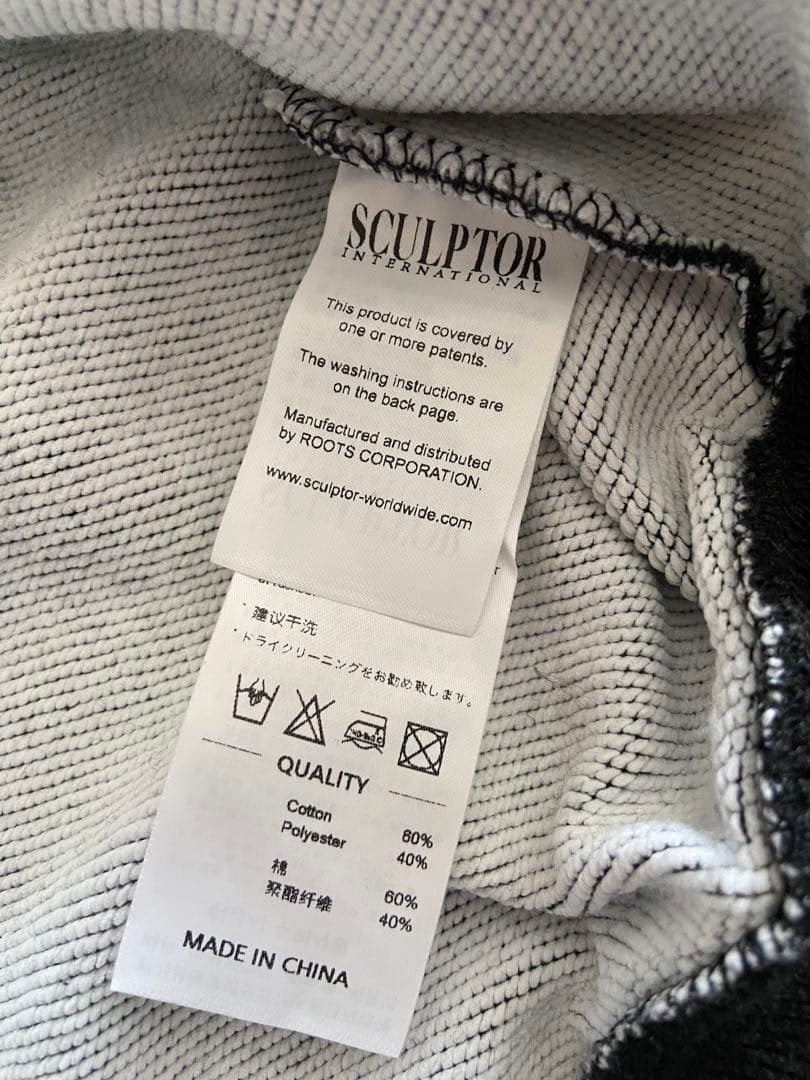 SCULPTOR
INTERNATIONAL
This product is covered by
one or more patents.
The washing instructions are
on the back page.
Manufactured and distributed
by ROOTS CORPORATION.
www.sculptor-worldwide.com
· 建议干洗
· ドライクリーニングをお勧め致します。
QUALITY
Cotton 60%
Polyester 40%
棉 60%
聚酯纤维 40%
MADE IN CHINA